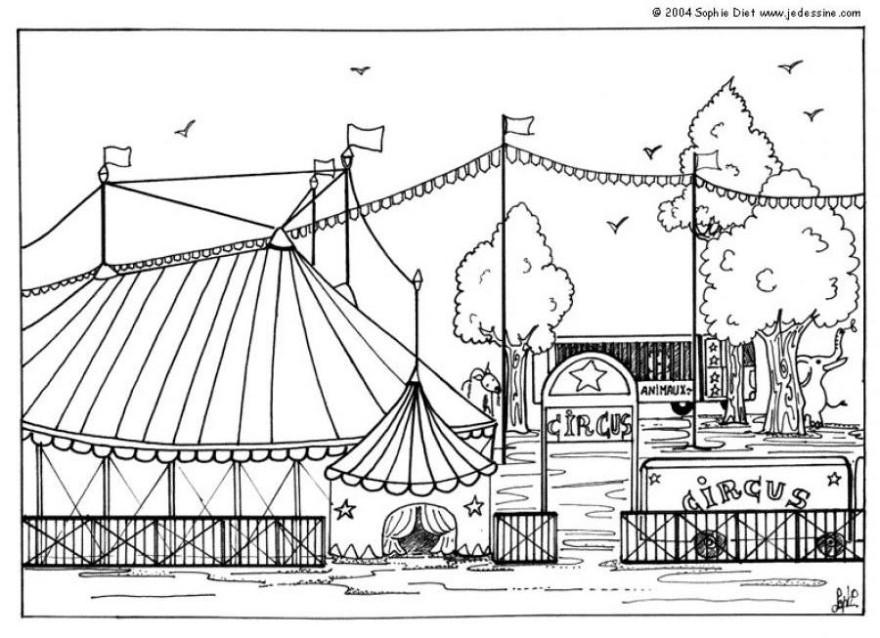 © 2004 Sophie Diet www.jedessine.com
ANIMAUX
CIRCUS
CIRCUS